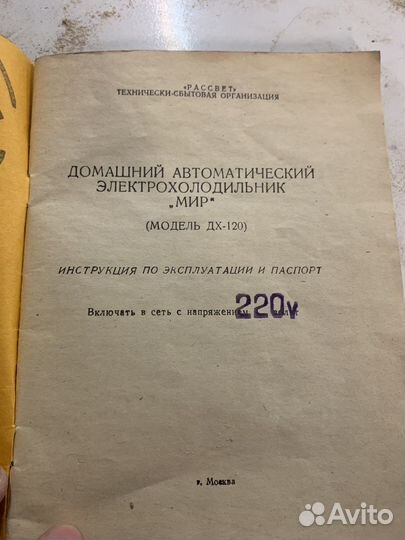 „РАССВЕТ"
ТЕХНИЧЕСКИ-СБЫТОВАЯ ОРГАНИЗАЦИЯ
ДОМАШНИЙ АВТОМАТИЧЕСКИЙ
ЭЛЕКТРОХОЛОДИЛЬНИК
„МИР"
(МОДЕЛЬ ДХ-120)
ИНСТРУКЦИЯ ПО ЭКСПЛУАТАЦИИ И ПАСПОРТ
Включать в сеть с напряжением 220v
г. Москва
Avito